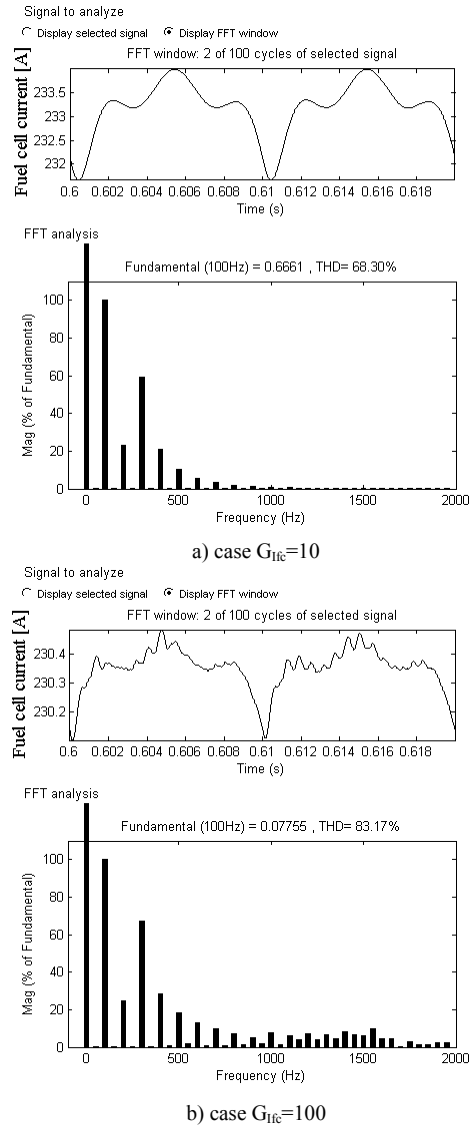 Signal to analyze
Display selected signal Display FFT window
FFT window: 2 of 100 cycles of selected signal
Fuel cell current [A]
233.5
233
232.5
232
0.6 0.602 0.604 0.606 0.608 0.61 0.612 0.614 0.616 0.618
Time (s)
FFT analysis
Fundamental (100Hz) = 0.6661 , THD= 68.30%
Mag (% of Fundamental)
100
80
60
40
20
0
0 500 1000 1500 2000
Frequency (Hz)
a) case G_Ifc=10
Signal to analyze
Display selected signal Display FFT window
FFT window: 2 of 100 cycles of selected signal
Fuel cell current [A]
230.4
230.3
230.2
0.6 0.602 0.604 0.606 0.608 0.61 0.612 0.614 0.616 0.618
Time (s)
FFT analysis
Fundamental (100Hz) = 0.07755 , THD= 83.17%
Mag (% of Fundamental)
100
80
60
40
20
0
0 500 1000 1500 2000
Frequency (Hz)
b) case G_Ifc=100